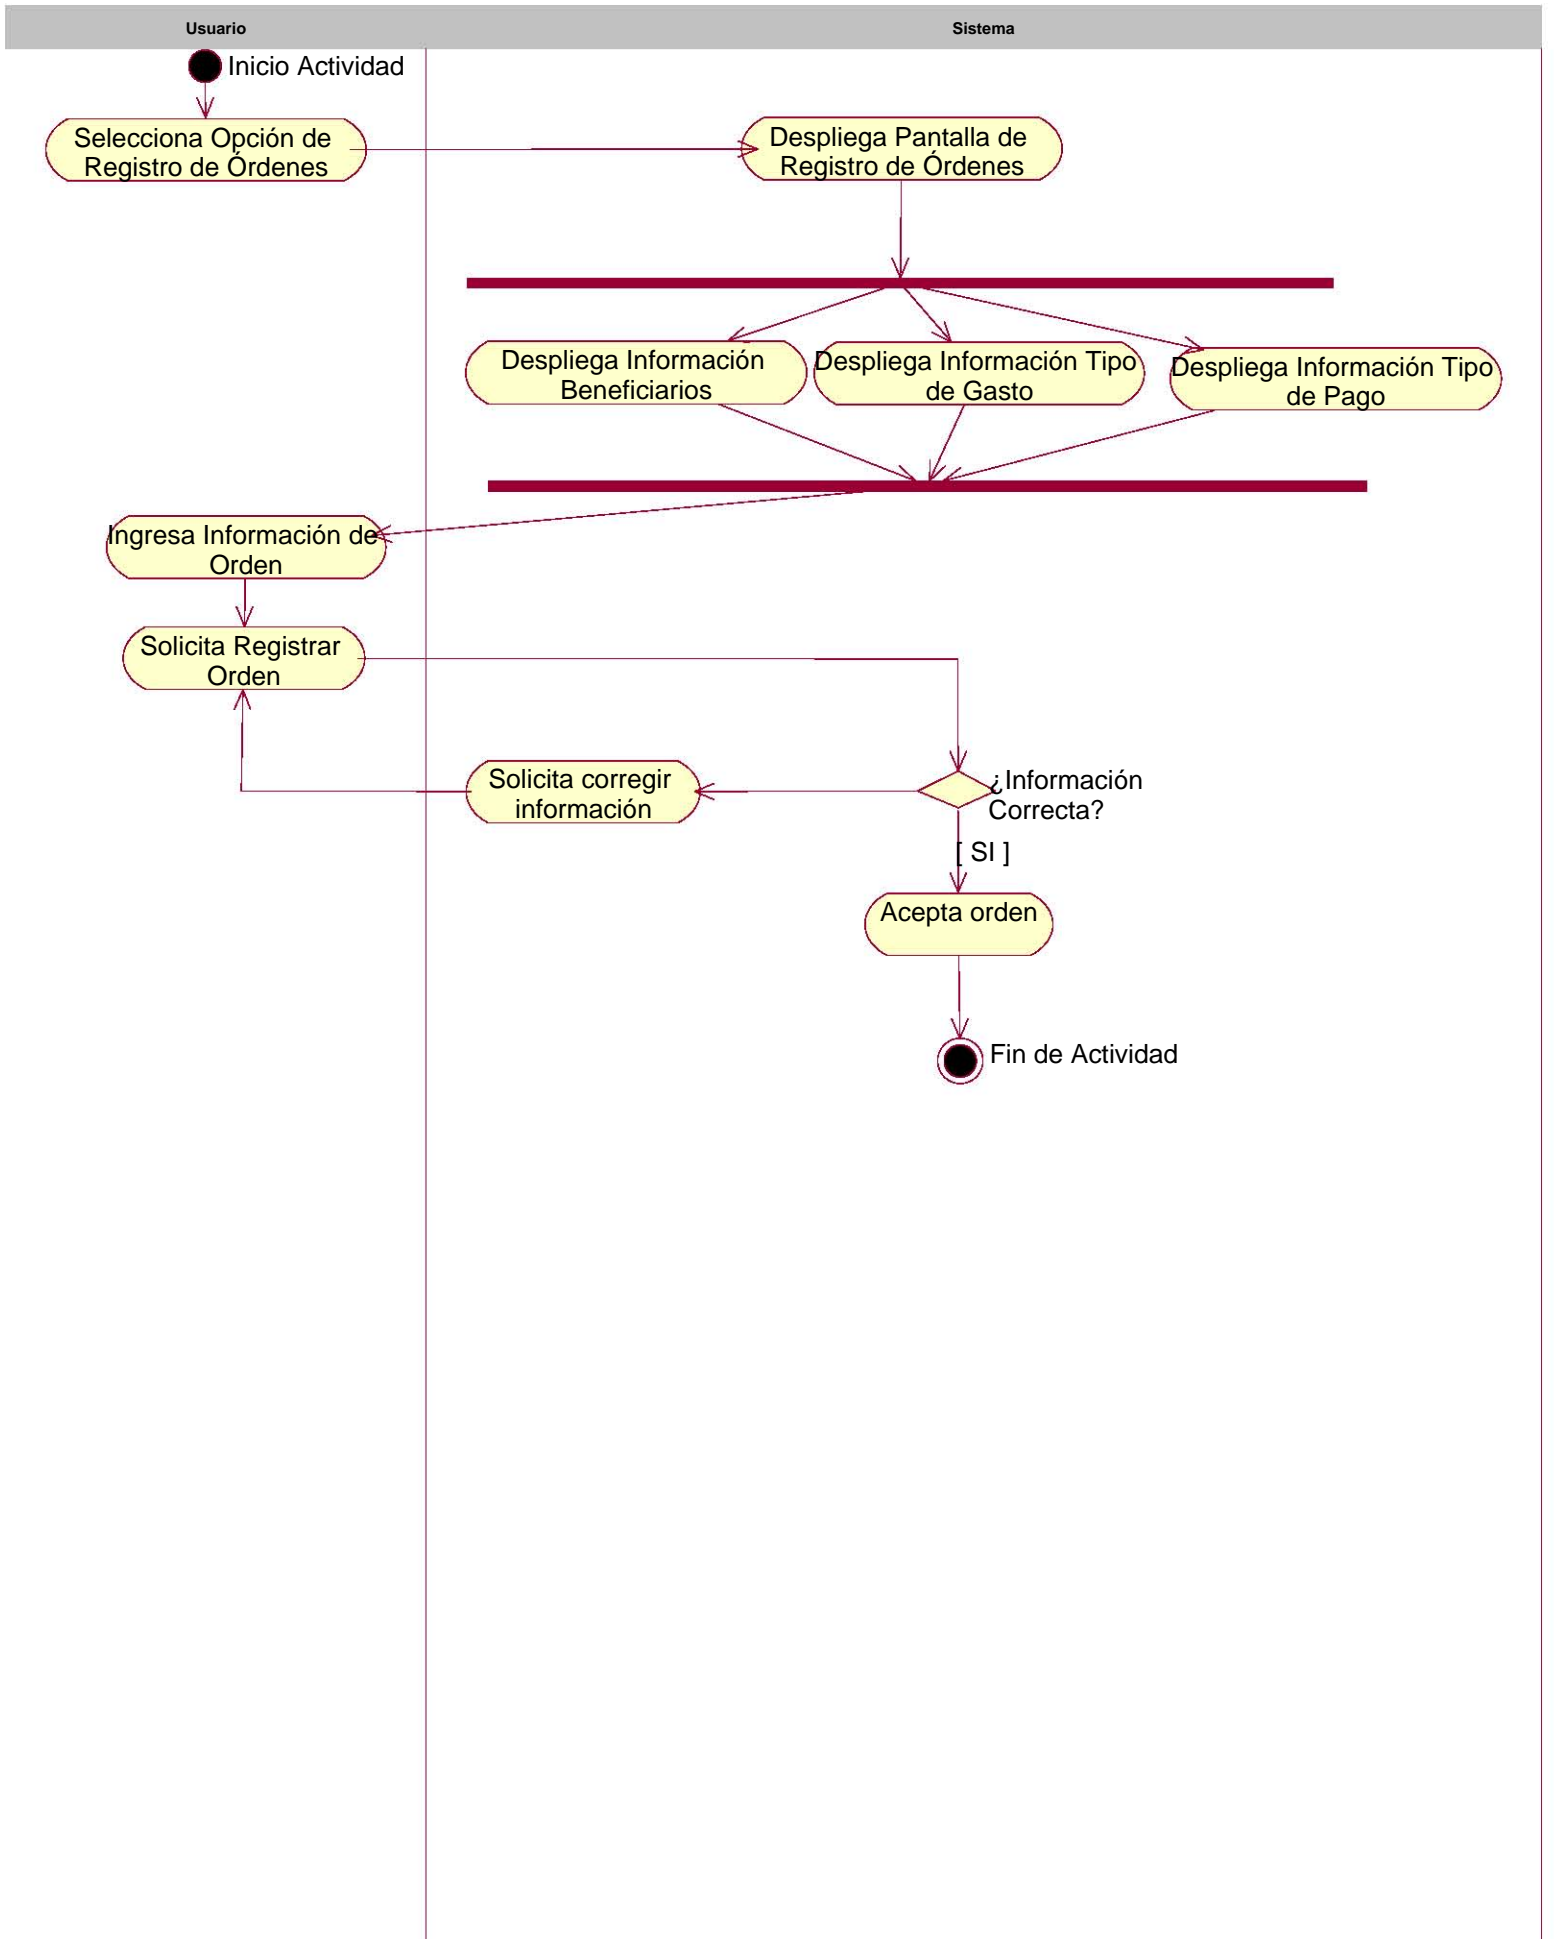 Usuario
Sistema
Inicio Actividad
Selecciona Opción de
Registro de Órdenes
Despliega Pantalla de
Registro de Órdenes
Despliega Información
Beneficiarios
Despliega Información Tipo
de Gasto
Despliega Información Tipo
de Pago
Ingresa Información de
Orden
Solicita Registrar
Orden
Solicita corregir
información
¿Información
Correcta?
[ SI ]
Acepta orden
Fin de Actividad